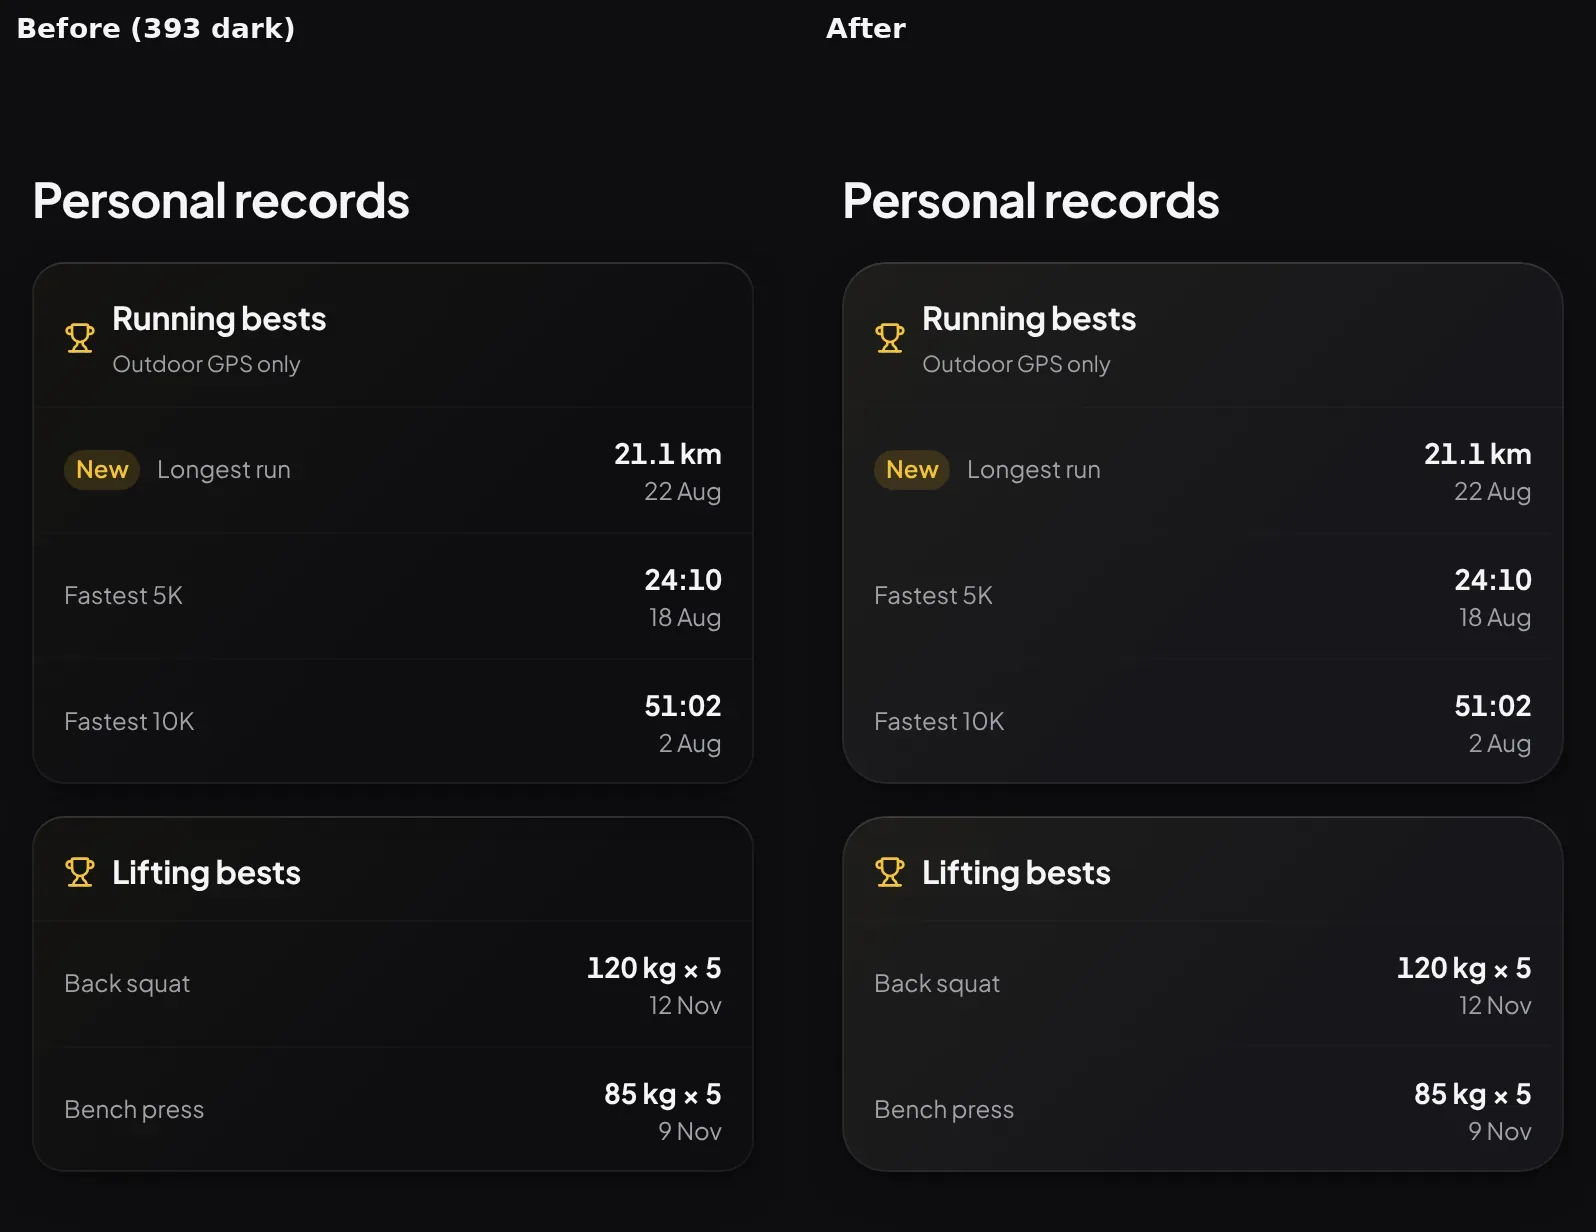 Before (393 dark)
Personal records
Running bests
Outdoor GPS only
New Longest run
21.1 km
22 Aug
Fastest 5K
24:10
18 Aug
Fastest 10K
51:02
2 Aug
Lifting bests
Back squat
120 kg × 5
12 Nov
Bench press
85 kg × 5
9 Nov
After
Personal records
Running bests
Outdoor GPS only
New Longest run
21.1 km
22 Aug
Fastest 5K
24:10
18 Aug
Fastest 10K
51:02
2 Aug
Lifting bests
Back squat
120 kg × 5
12 Nov
Bench press
85 kg × 5
9 Nov